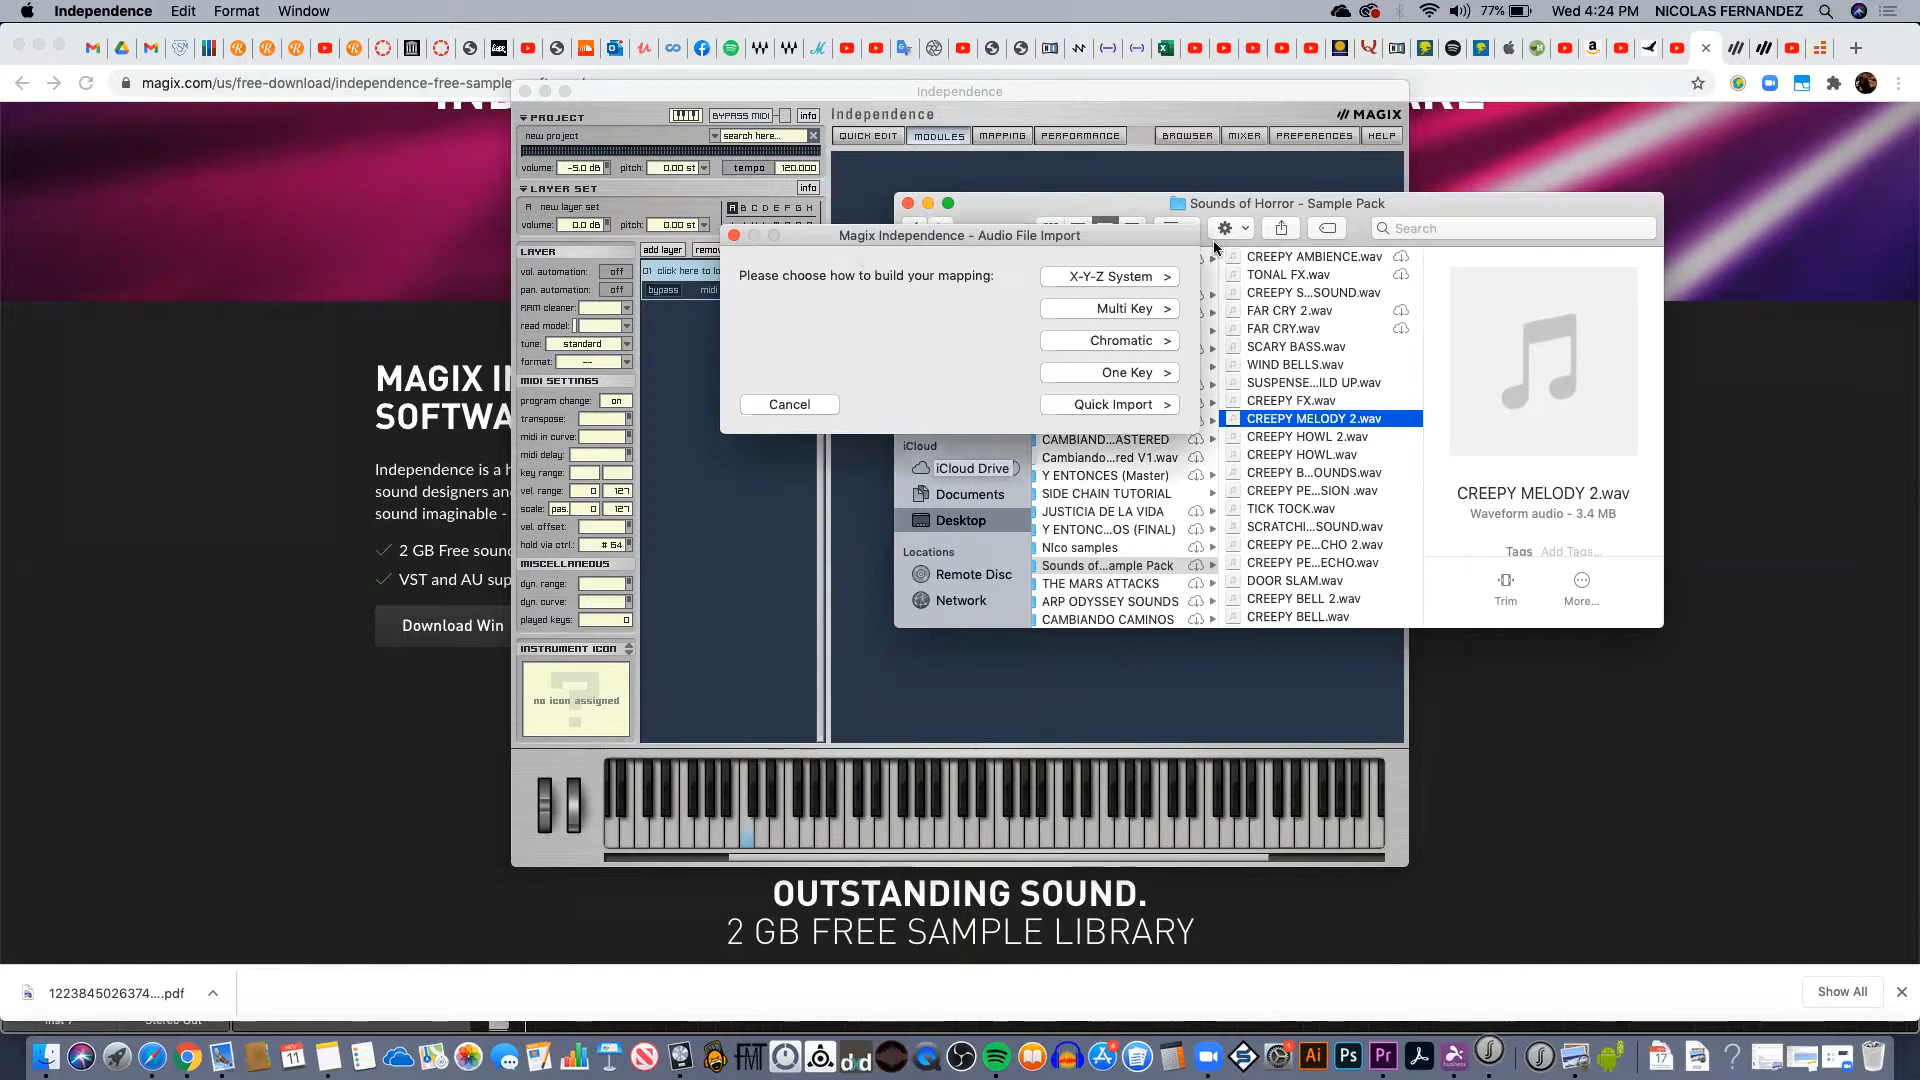 Independence Edit Format Window
77% Wed 4:24 PM NICOLAS FERNANDEZ
magix.com/us/free-download/independence-free-sample
Independence
PROJECT
BYPASS MIDI
info
new project
search here...
volume: -5.0 dB pitch: 0.00 st tempo 120.000
LAYER SET
info
A new layer set
A B C D E F G H
volume: 0.0 dB pitch: 0.00 st
Independence
MAGIX
QUICK EDIT MODULES MAPPING PERFORMANCE BROWSER MIXER PREFERENCES HELP
LAYER
add layer
vol. automation: off
pan. automation: off
RAM cleaner:
read model:
tune: standard
format: --
MIDI SETTINGS
program change: on
transpose:
midi in curve:
midi delay:
key range:
vel. range: 0 127
scale: pas. 0 127
vel. offset:
hold via ctrl.: # 64
MISCELLANEOUS
dyn. range:
dyn. curve:
played keys: 0
INSTRUMENT ICON
no icon assigned
01 click here to lo
bypass midi
Magix Independence - Audio File Import
Please choose how to build your mapping:
X-Y-Z System >
Multi Key >
Chromatic >
One Key >
Quick Import >
Cancel
Sounds of Horror - Sample Pack
Search
iCloud
iCloud Drive
Documents
Desktop
Locations
Remote Disc
Network
CAMBIAND...ASTERED
Cambiando...red V1.wav
Y ENTONCES (Master)
SIDE CHAIN TUTORIAL
JUSTICIA DE LA VIDA
Y ENTONC...OS (FINAL)
NIco samples
Sounds of...ample Pack
THE MARS ATTACKS
ARP ODYSSEY SOUNDS
CAMBIANDO CAMINOS
CREEPY AMBIENCE.wav
TONAL FX.wav
CREEPY S...SOUND.wav
FAR CRY 2.wav
FAR CRY.wav
SCARY BASS.wav
WIND BELLS.wav
SUSPENSE...ILD UP.wav
CREEPY FX.wav
CREEPY MELODY 2.wav
CREEPY HOWL 2.wav
CREEPY HOWL.wav
CREEPY B...OUNDS.wav
CREEPY PE...SION .wav
TICK TOCK.wav
SCRATCHI...SOUND.wav
CREEPY PE...CHO 2.wav
CREEPY PE...ECHO.wav
DOOR SLAM.wav
CREEPY BELL 2.wav
CREEPY BELL.wav
CREEPY MELODY 2.wav
Waveform audio - 3.4 MB
Tags Add Tags...
Trim
More...
MAGIX I
SOFTWA
Independence is a h
sound designers an
sound imaginable -
2 GB Free soun
VST and AU sup
Download Win
OUTSTANDING SOUND.
2 GB FREE SAMPLE LIBRARY
1223845026374....pdf
Show All
Inst 7 Stereo Out